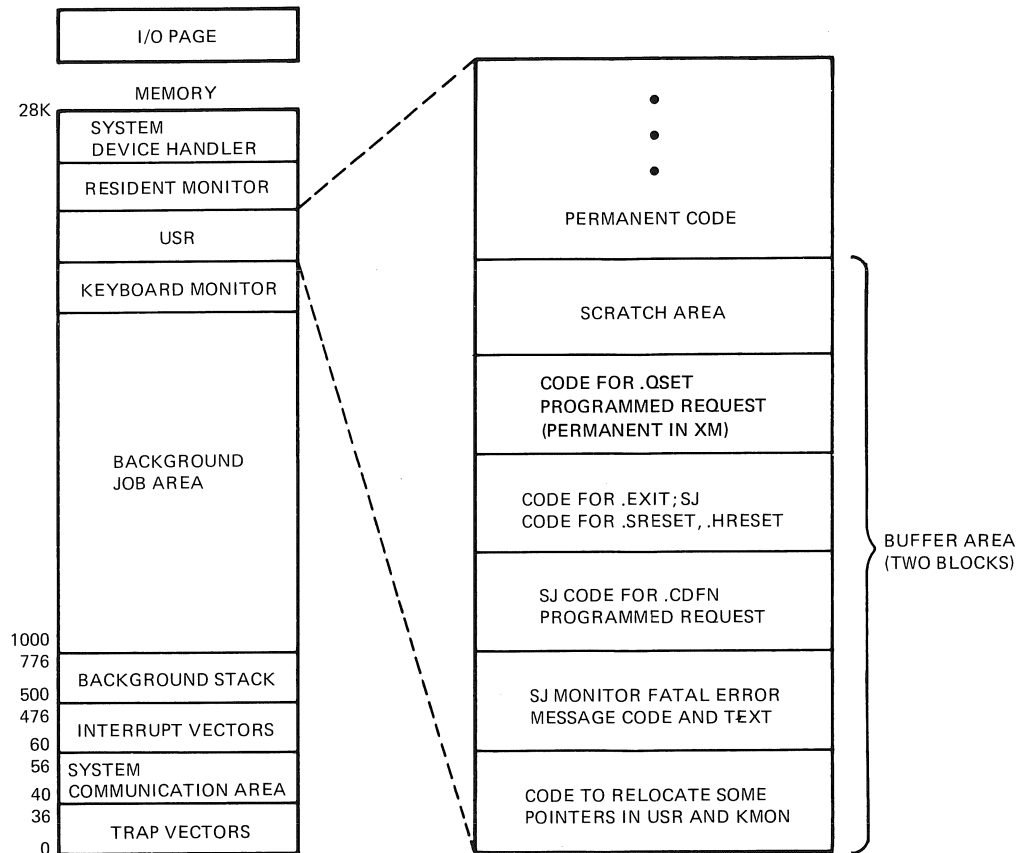 I/O PAGE
MEMORY
28K
SYSTEM
DEVICE HANDLER
RESIDENT MONITOR
USR
KEYBOARD MONITOR
BACKGROUND
JOB AREA
1000
776
BACKGROUND STACK
500
476
INTERRUPT VECTORS
60
56
SYSTEM
COMMUNICATION AREA
40
36
TRAP VECTORS
0
PERMANENT CODE
SCRATCH AREA
CODE FOR .QSET
PROGRAMMED REQUEST
(PERMANENT IN XM)
CODE FOR .EXIT; SJ
CODE FOR .SRESET, .HRESET
SJ CODE FOR .CDFN
PROGRAMMED REQUEST
SJ MONITOR FATAL ERROR
MESSAGE CODE AND TEXT
CODE TO RELOCATE SOME
POINTERS IN USR AND KMON
BUFFER AREA
(TWO BLOCKS)